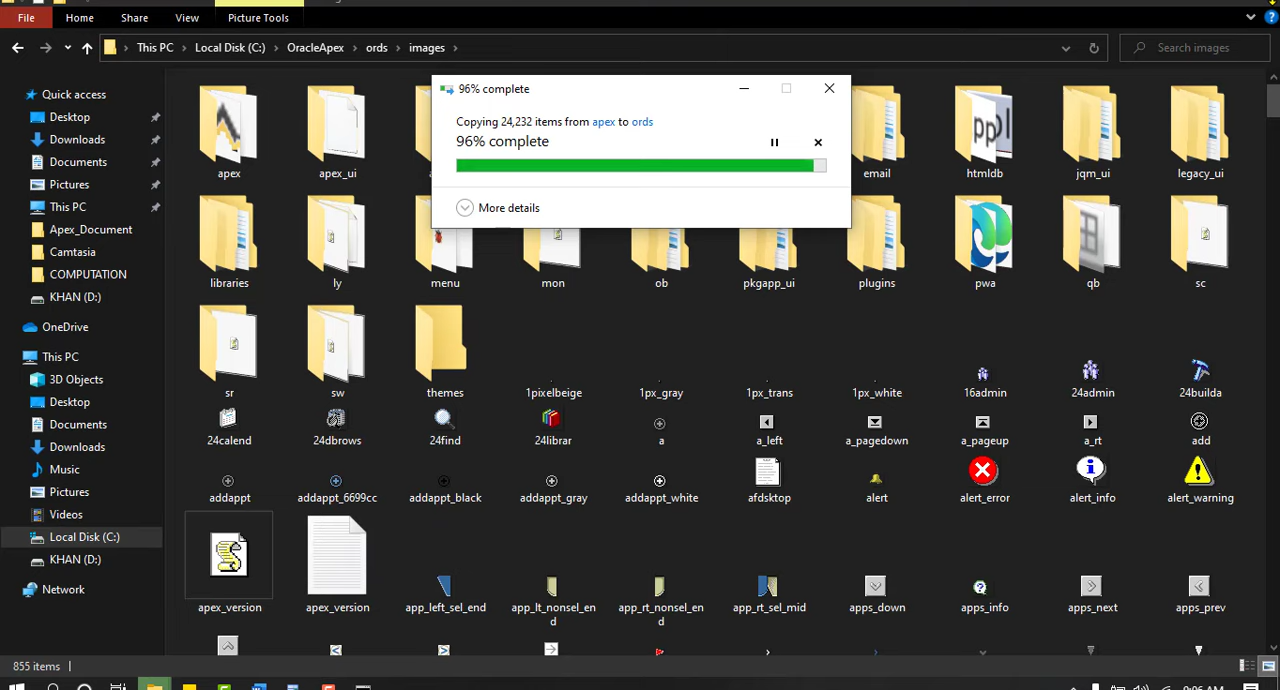 File Home Share View Picture Tools
This PC Local Disk (C:) OracleApex ords images
Search images
Quick access
Desktop
Downloads
Documents
Pictures
This PC
Apex_Document
Camtasia
COMPUTATION
KHAN (D:)
OneDrive
This PC
3D Objects
Desktop
Documents
Downloads
Music
Pictures
Videos
Local Disk (C:)
KHAN (D:)
Network
96% complete
Copying 24,232 items from apex to ords
96% complete
More details
apex apex_ui email htmldb jqm_ui legacy_ui
libraries ly menu mon ob pkgapp_ui plugins pwa qb sc
sr sw themes 1pixelbeige 1px_gray 1px_trans 1px_white 16admin 24admin 24builda
24calend 24dbrows 24find 24librar a a_left a_pagedown a_pageup a_rt add
addappt addappt_6699cc addappt_black addappt_gray addappt_white afdsktop alert alert_error alert_info alert_warning
apex_version apex_version app_left_sel_end app_lt_nonsel_en app_rt_nonsel_en app_rt_sel_mid apps_down apps_info apps_next apps_prev
d d
855 items